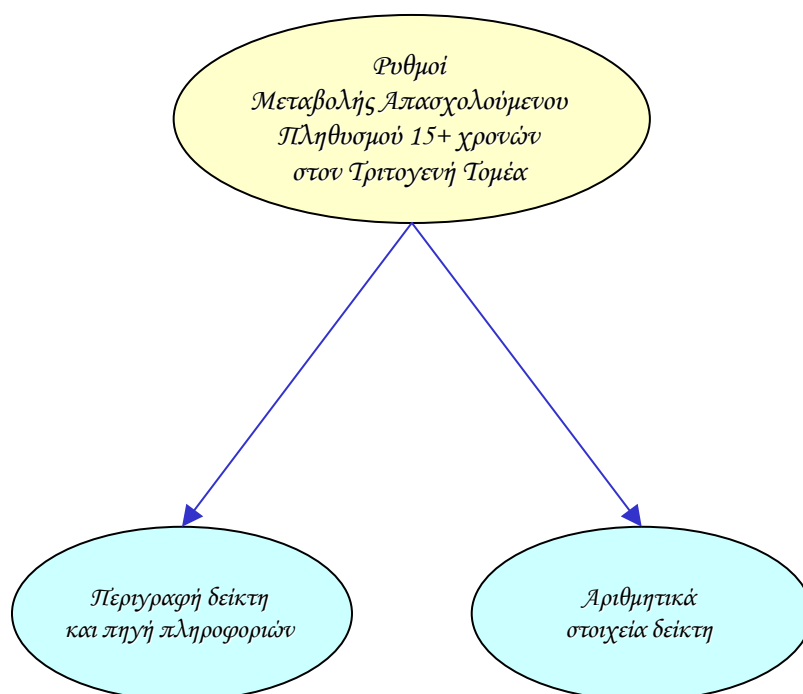 Ρυθμοί
Μεταβολής Απασχολούμενου
Πληθυσμού 15+ χρονών
στον Τριτογενή Τομέα
Περιγραφή δείκτη
και πηγή πληροφοριών
Αριθμητικά
στοιχεία δείκτη